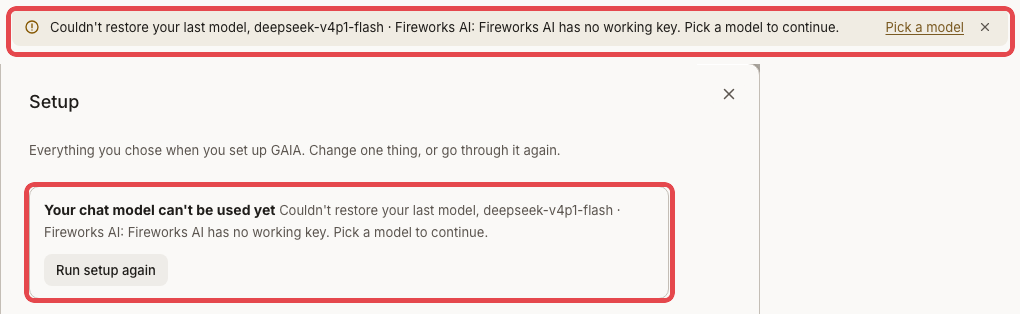 Couldn't restore your last model, deepseek-v4p1-flash · Fireworks AI: Fireworks AI has no working key. Pick a model to continue. Pick a model
Setup
Everything you chose when you set up GAIA. Change one thing, or go through it again.
Your chat model can't be used yet Couldn't restore your last model, deepseek-v4p1-flash ·
Fireworks AI: Fireworks AI has no working key. Pick a model to continue.
Run setup again